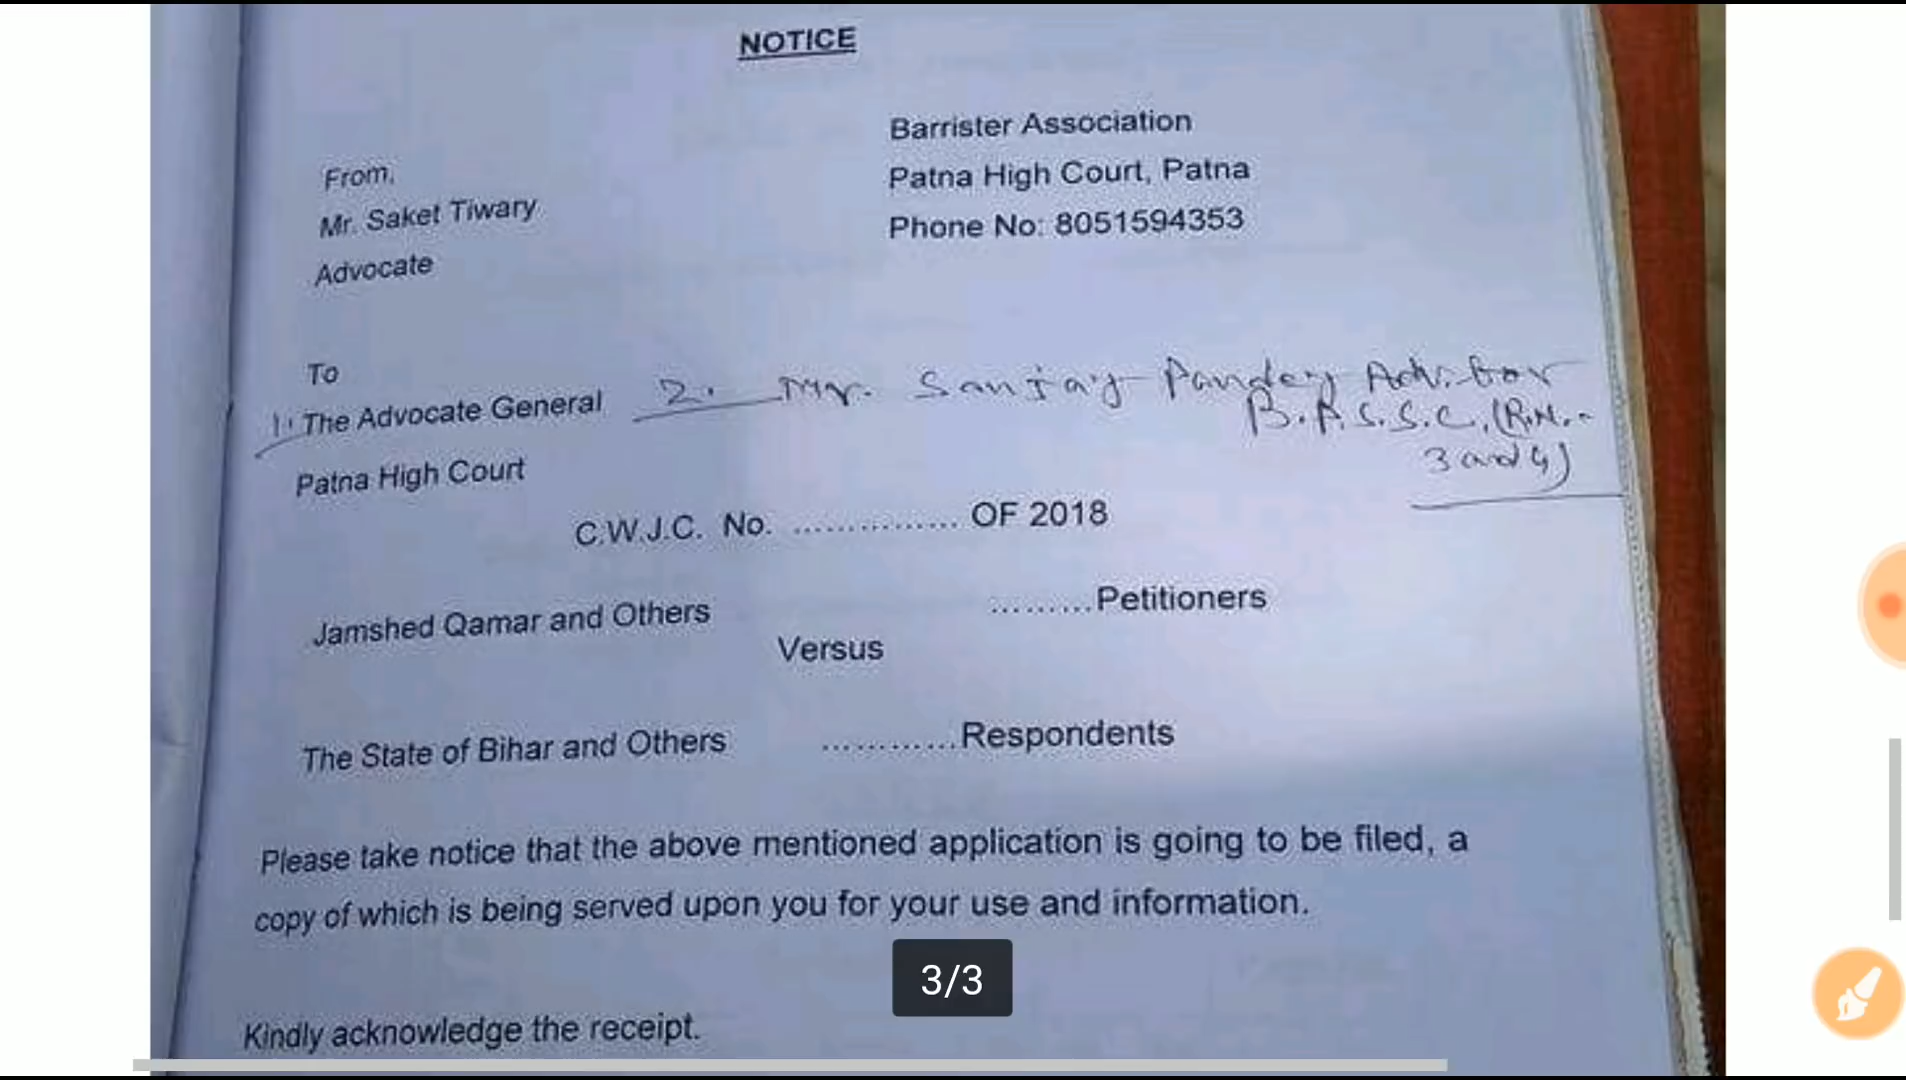 NOTICE
Barrister Association
From,
Patna High Court, Patna
Mr. Saket Tiwary
Phone No: 8051594353
Advocate
To
1. The Advocate General 2. Mr. Sanjay Pandey Adv. for
B.P.S.S.C. (R.N.-
3 and 4)
Patna High Court
C.W.J.C. No. ............... OF 2018
Jamshed Qamar and Others .........Petitioners
Versus
The State of Bihar and Others ............Respondents
Please take notice that the above mentioned application is going to be filed, a
copy of which is being served upon you for your use and information.
3/3
Kindly acknowledge the receipt.